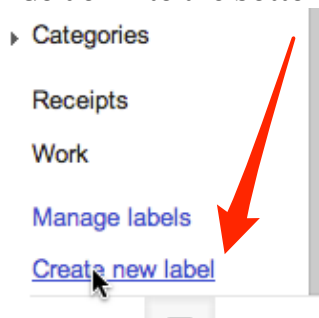 Categories
Receipts
Work
Manage labels
Create new label